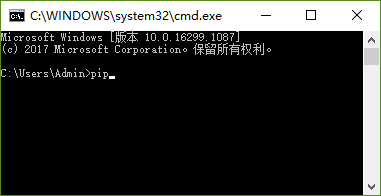 C:\WINDOWS\system32\cmd.exe
Microsoft Windows [版本 10.0.16299.1087]
(c) 2017 Microsoft Corporation。保留所有权利。
C:\Users\Admin>pip